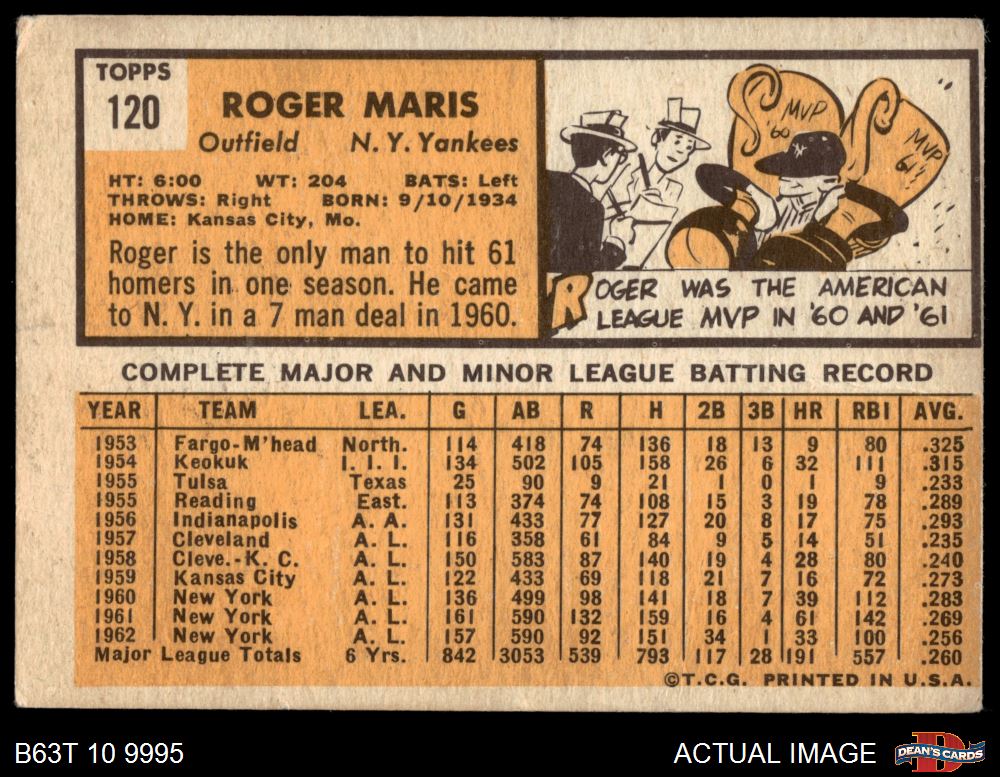 TOPPS
120
ROGER MARIS
Outfield N. Y. Yankees
HT: 6:00 WT: 204 BATS: Left
THROWS: Right BORN: 9/10/1934
HOME: Kansas City, Mo.
Roger is the only man to hit 61
homers in one season. He came
to N. Y. in a 7 man deal in 1960.
MVP
60
MVP
61
NY
ROGER WAS THE AMERICAN
LEAGUE MVP IN '60 AND '61
COMPLETE MAJOR AND MINOR LEAGUE BATTING RECORD
YEAR TEAM LEA. G AB R H 2B 3B HR RBI AVG.
1953 Fargo-M'head North. 114 418 74 136 18 13 9 80 .325
1954 Keokuk I. I. I. 134 502 105 158 26 6 32 111 .315
1955 Tulsa Texas 25 90 9 21 1 0 1 9 .233
1955 Reading East. 113 374 74 108 15 3 19 78 .289
1956 Indianapolis A. A. 131 433 77 127 20 8 17 75 .293
1957 Cleveland A. L. 116 358 61 84 9 5 14 51 .235
1958 Cleve.-K. C. A. L. 150 583 87 140 19 4 28 80 .240
1959 Kansas City A. L. 122 433 69 118 21 7 16 72 .273
1960 New York A. L. 136 499 98 141 18 7 39 112 .283
1961 New York A. L. 161 590 132 159 16 4 61 142 .269
1962 New York A. L. 157 590 92 151 34 1 33 100 .256
Major League Totals 6 Yrs. 842 3053 539 793 117 28 191 557 .260
©T.C.G. PRINTED IN U.S.A.
B63T 10 9995 ACTUAL IMAGE DEAN'S CARDS